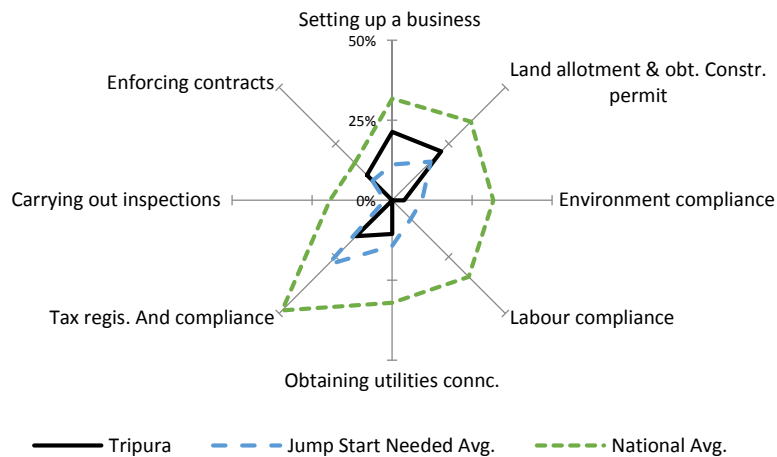 Setting up a business
50%
Land allotment & obt. Constr.
permit
Enforcing contracts
25%
Carrying out inspections
0%
Environment compliance
Tax regis. And compliance
Labour compliance
Obtaining utilities connc.
Tripura
Jump Start Needed Avg.
National Avg.